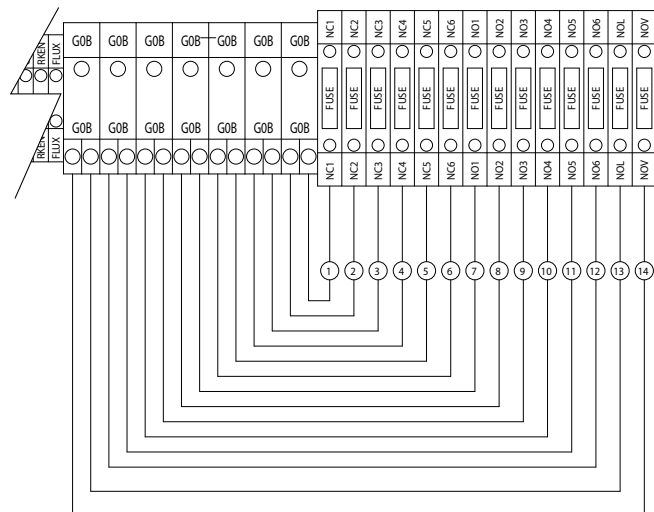 RKEN
FLUX
G0B
G0B
G0B
G0B
G0B
G0B
G0B
NC1
NC2
NC3
NC4
NC5
NC6
NO1
NO2
NO3
NO4
NO5
NO6
NOL
NOV
FUSE
FUSE
FUSE
FUSE
FUSE
FUSE
FUSE
FUSE
FUSE
FUSE
FUSE
FUSE
FUSE
FUSE
RKEN
FLUX
G0B
G0B
G0B
G0B
G0B
G0B
G0B
NC1
NC2
NC3
NC4
NC5
NC6
NO1
NO2
NO3
NO4
NO5
NO6
NOL
NOV
1
2
3
4
5
6
7
8
9
10
11
12
13
14